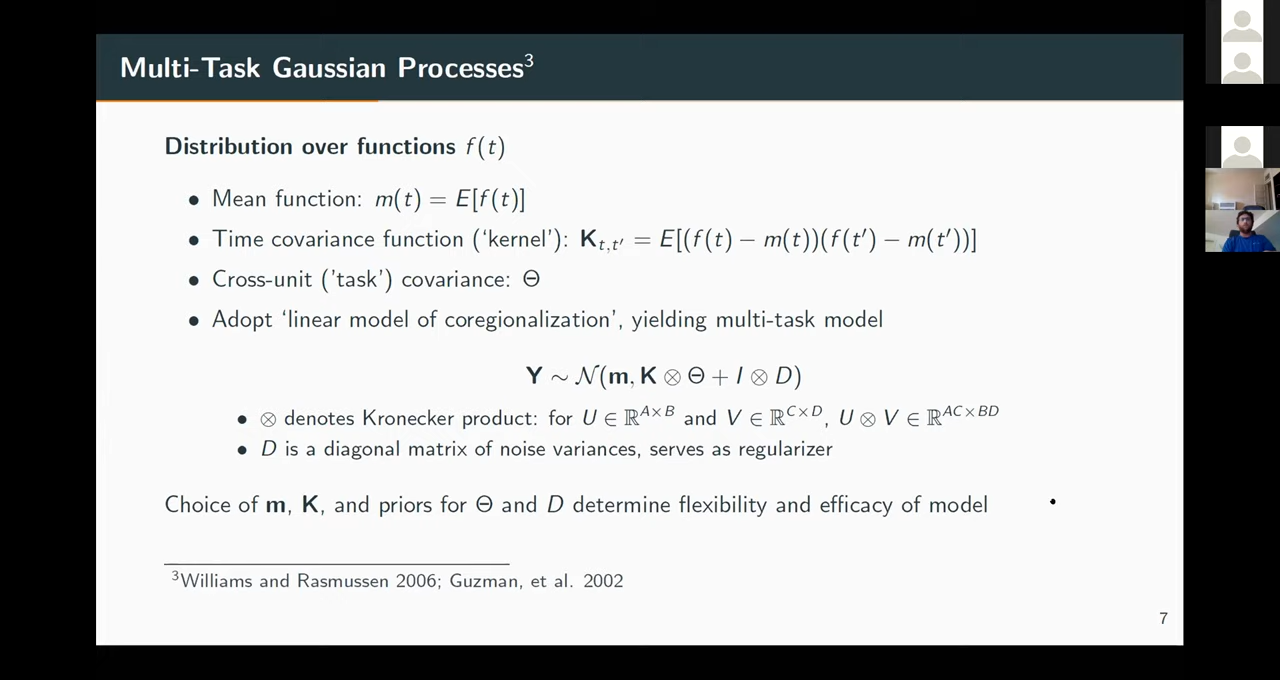 Multi-Task Gaussian Processes³
Distribution over functions f(t)
• Mean function: m(t) = E[f(t)]
• Time covariance function (‘kernel’): K_{t,t′} = E[(f(t) − m(t))(f(t′) − m(t′))]
• Cross-unit ('task') covariance: Θ
• Adopt ‘linear model of coregionalization’, yielding multi-task model
Y ∼ 𝒩(m, K ⊗ Θ + I ⊗ D)
• ⊗ denotes Kronecker product: for U ∈ ℝ^{A×B} and V ∈ ℝ^{C×D}, U ⊗ V ∈ ℝ^{AC×BD}
• D is a diagonal matrix of noise variances, serves as regularizer
Choice of m, K, and priors for Θ and D determine flexibility and efficacy of model
³Williams and Rasmussen 2006; Guzman, et al. 2002
7